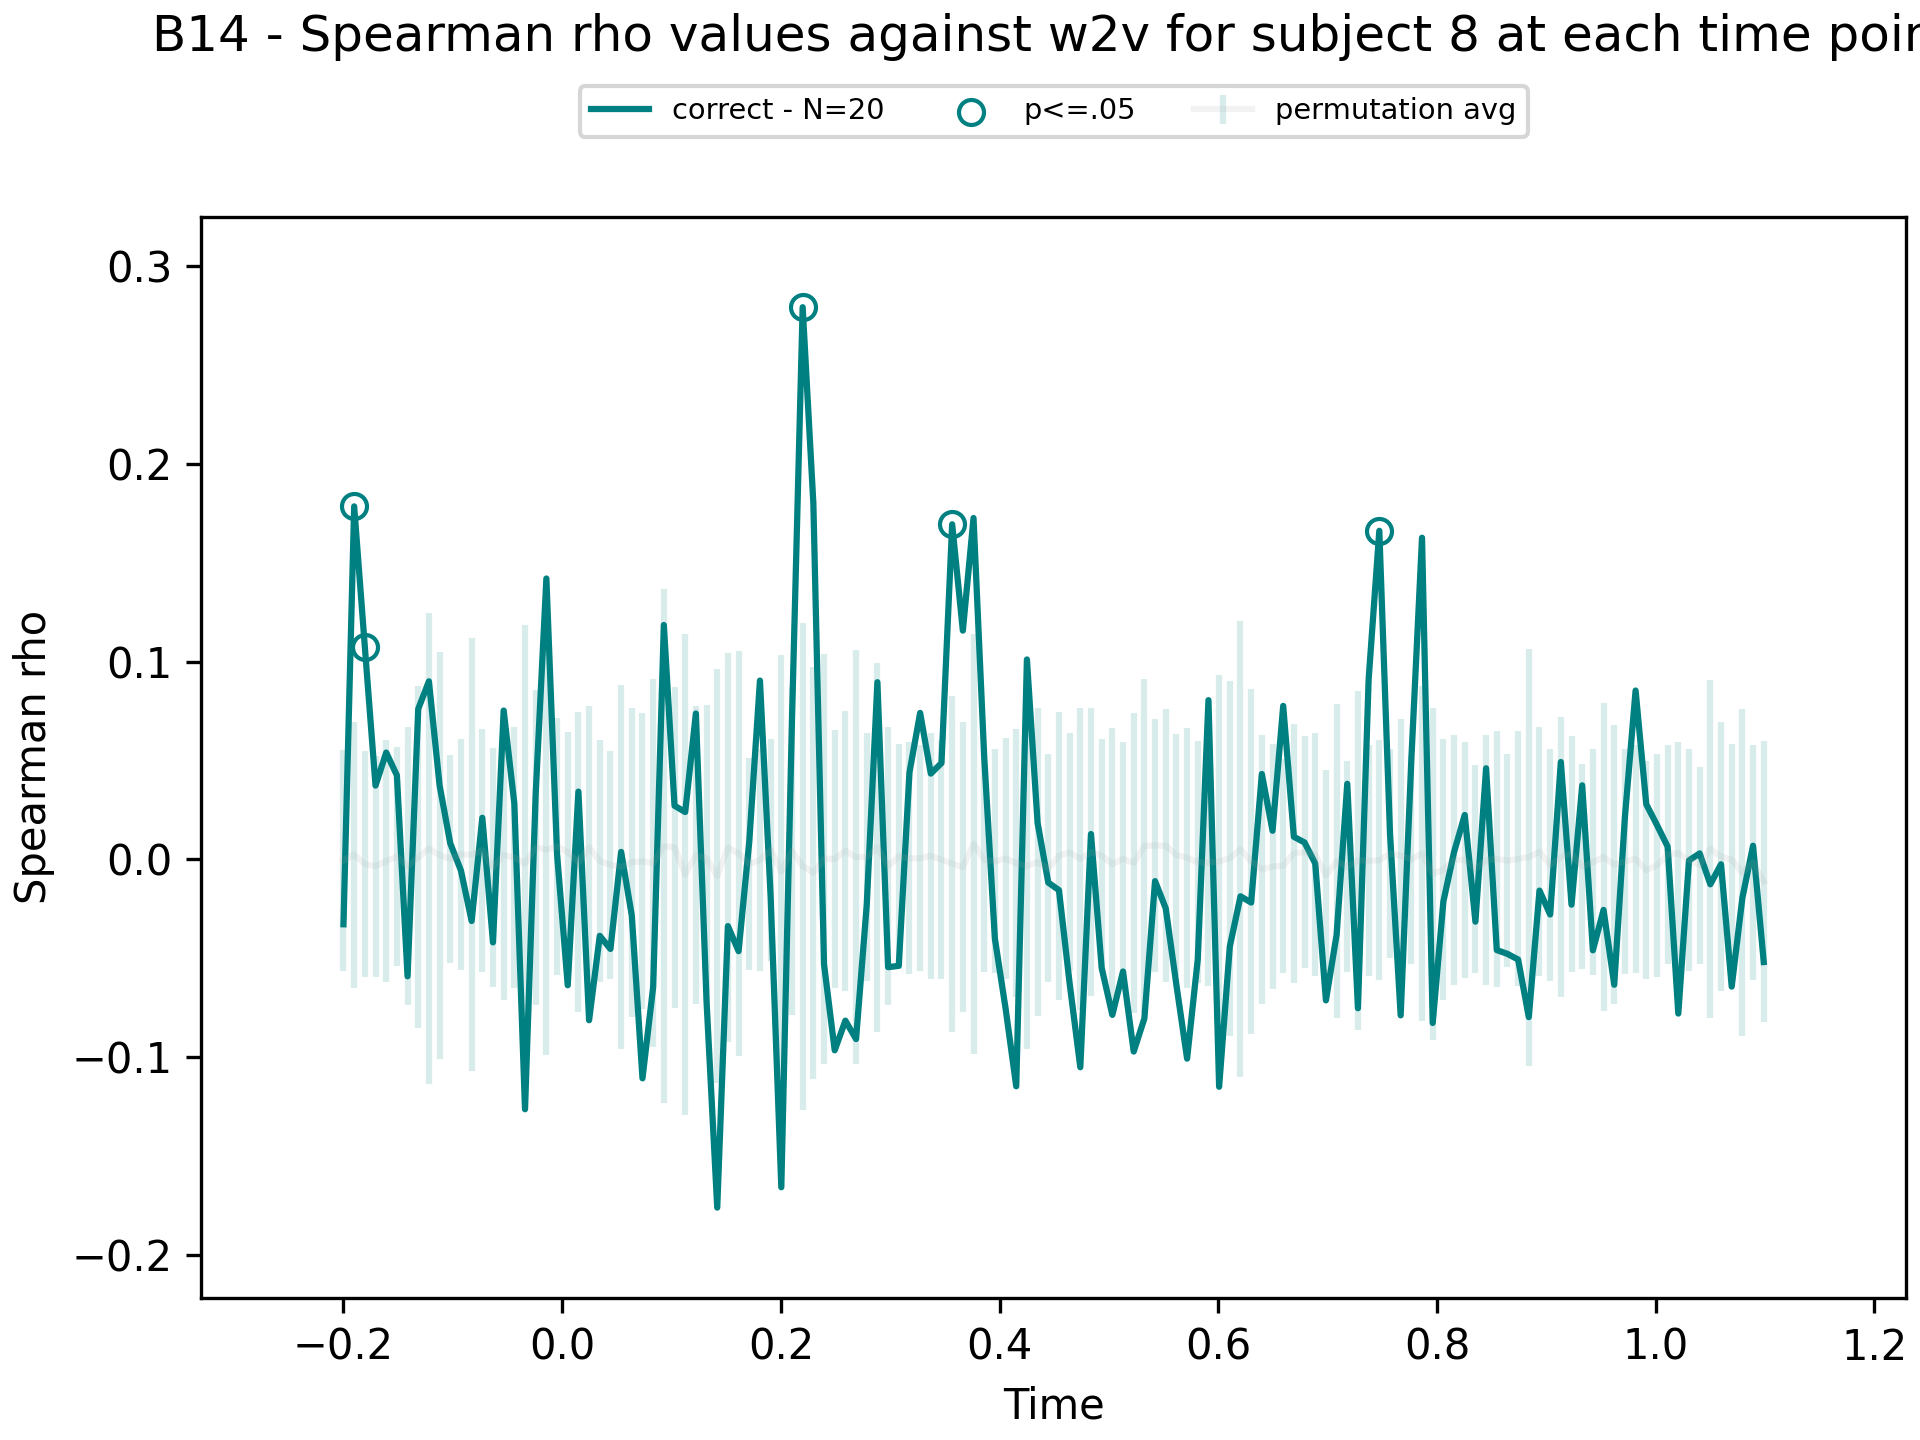 B14 - Spearman rho values against w2v for subject 8 at each time
correct - N=20 p<=.05 permutation avg
0.3
0.2
0.1
0.0
−0.1
−0.2
Spearman rho
−0.2 0.0 0.2 0.4 0.6 0.8 1.0 1.2
Time